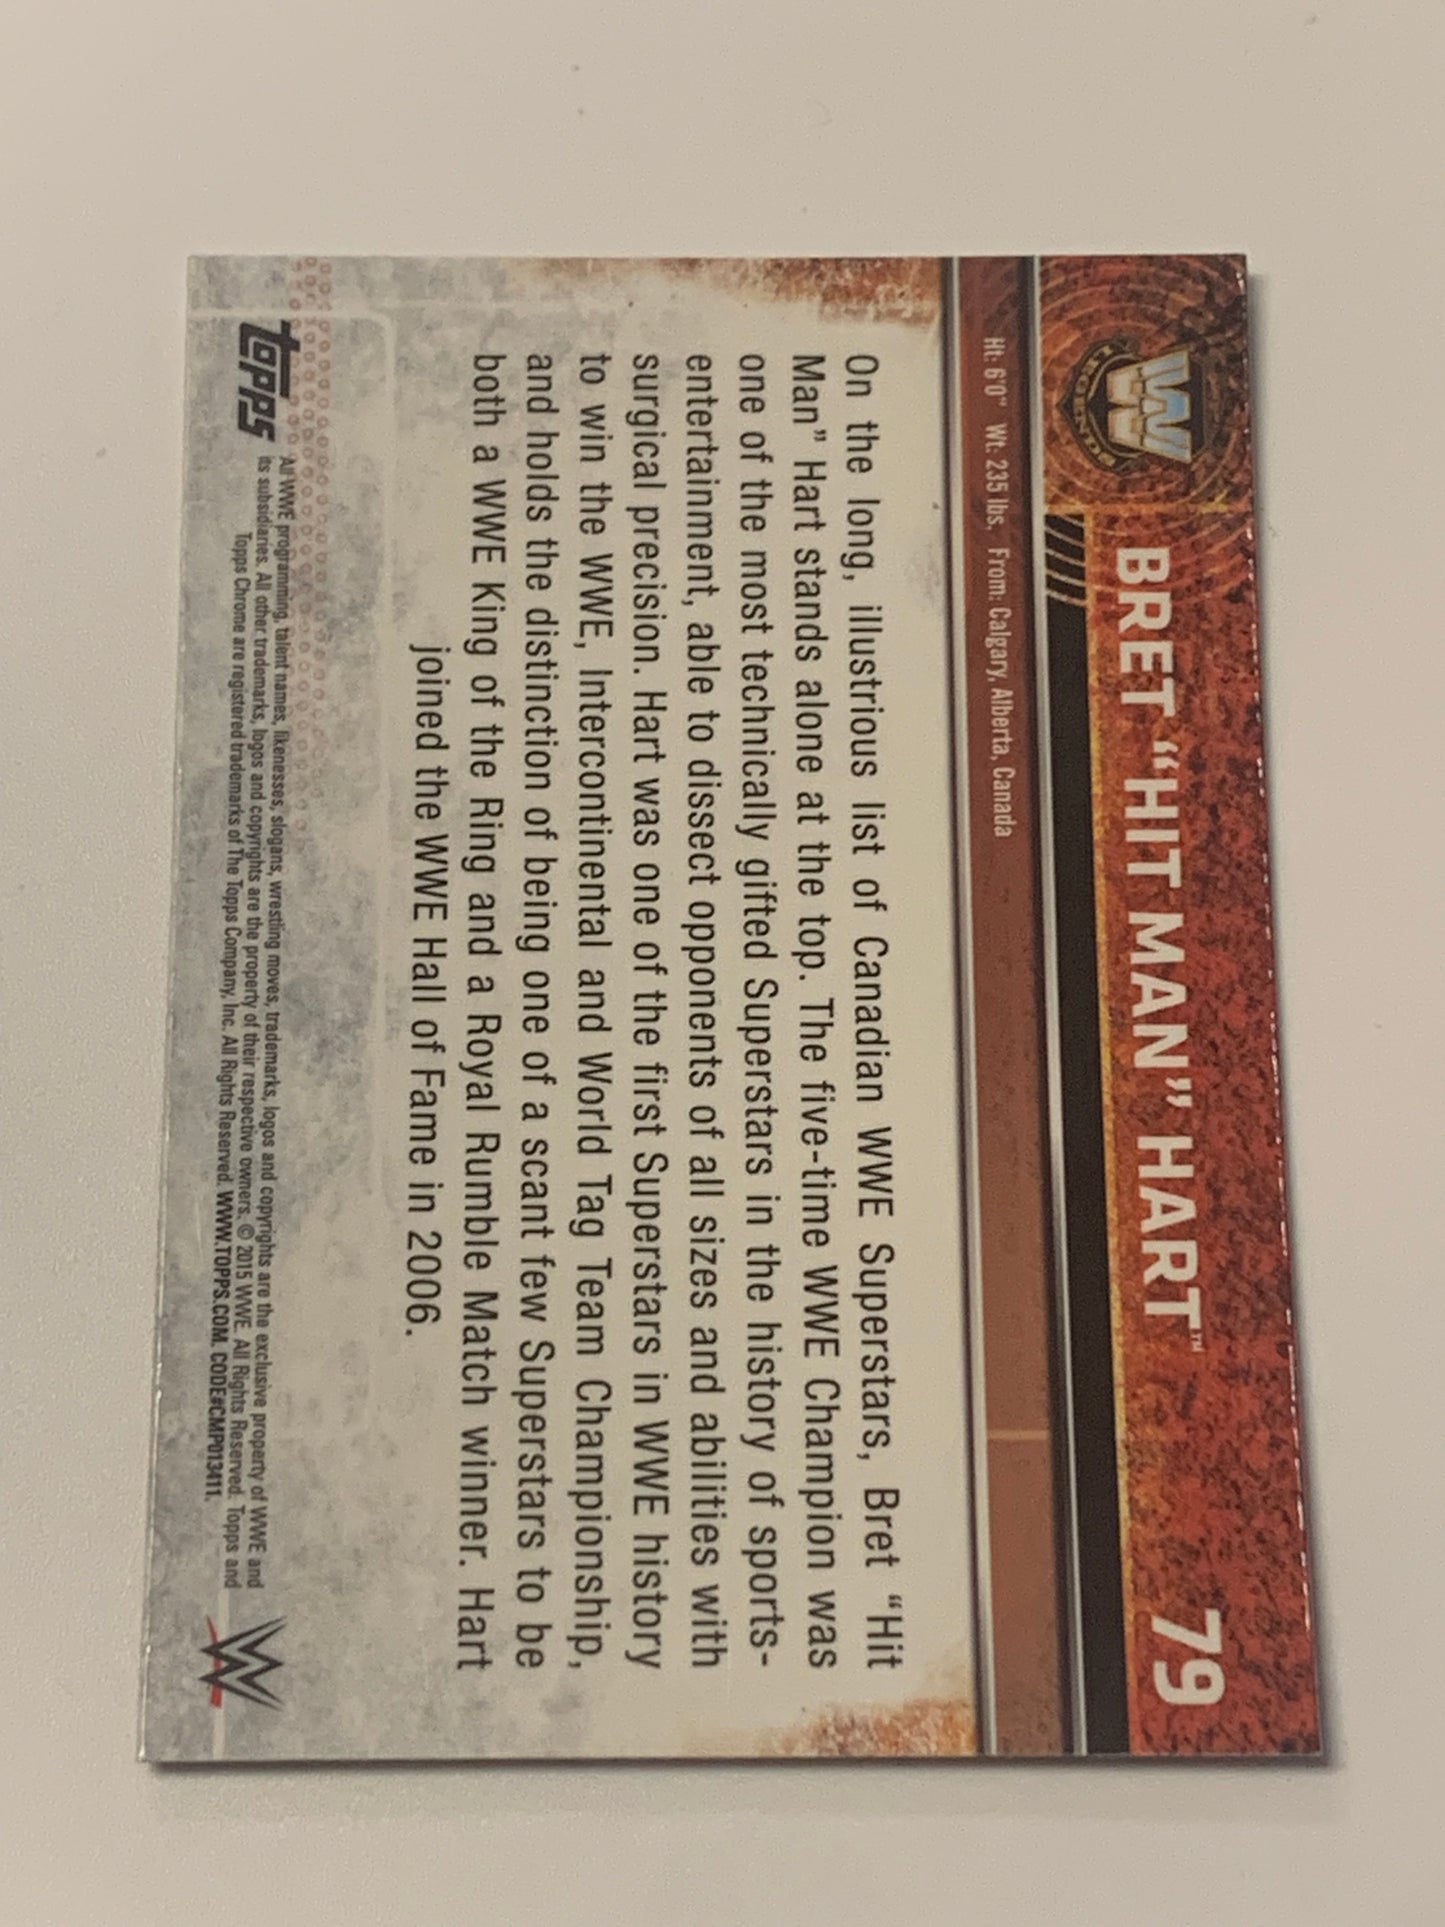 LEGENDS
BRET “HIT MAN” HART™ 79
Ht: 6'0" Wt: 235 lbs. From: Calgary, Alberta, Canada
On the long, illustrious list of Canadian WWE Superstars, Bret “Hit
Man” Hart stands alone at the top. The five-time WWE Champion was
one of the most technically gifted Superstars in the history of sports-
entertainment, able to dissect opponents of all sizes and abilities with
surgical precision. Hart was one of the first Superstars in WWE history
to win the WWE, Intercontinental and World Tag Team Championship,
and holds the distinction of being one of a scant few Superstars to be
both a WWE King of the Ring and a Royal Rumble Match winner. Hart
joined the WWE Hall of Fame in 2006.
topps
All WWE programming, talent names, likenesses, slogans, wrestling moves, trademarks, logos and copyrights are the exclusive property of WWE and
its subsidiaries. All other trademarks, logos and copyrights are the property of their respective owners. © 2015 WWE. All Rights Reserved. Topps and
Topps Chrome are registered trademarks of The Topps Company, Inc. All Rights Reserved. WWW.TOPPS.COM. CODE#CMP013411.
W